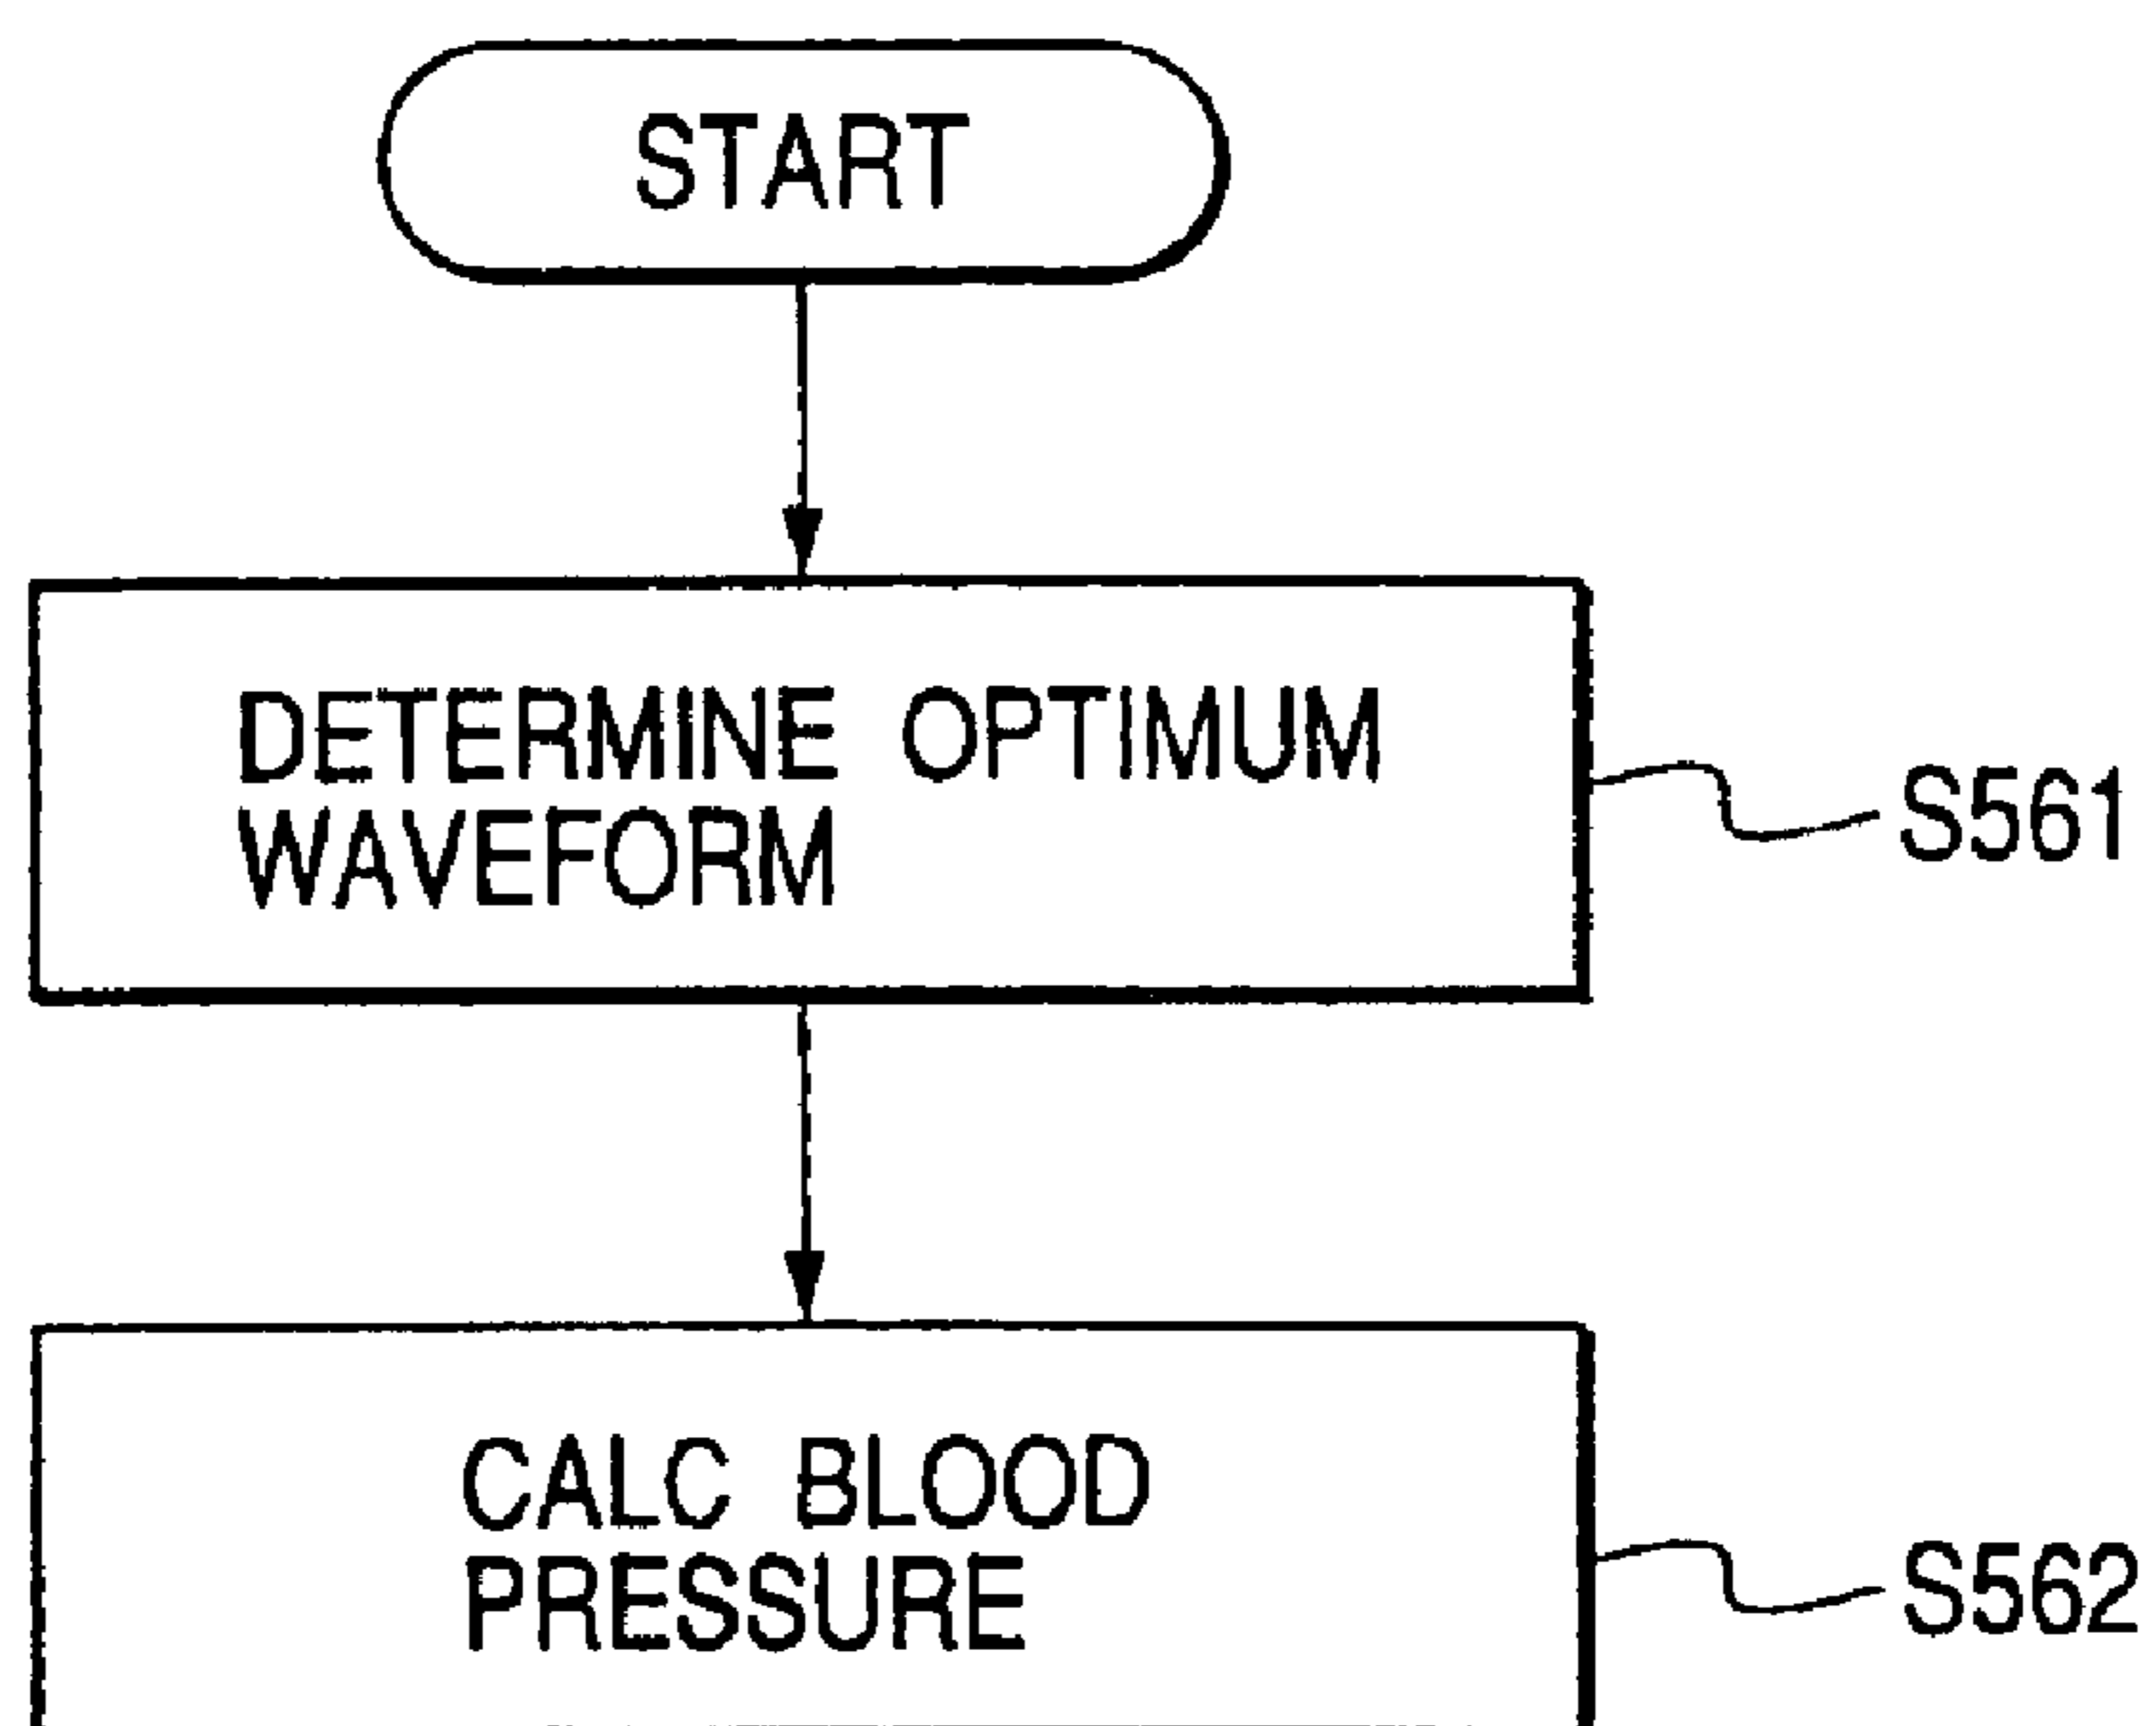 START
DETERMINE OPTIMUM
WAVEFORM
S561
CALC BLOOD
PRESSURE
S562